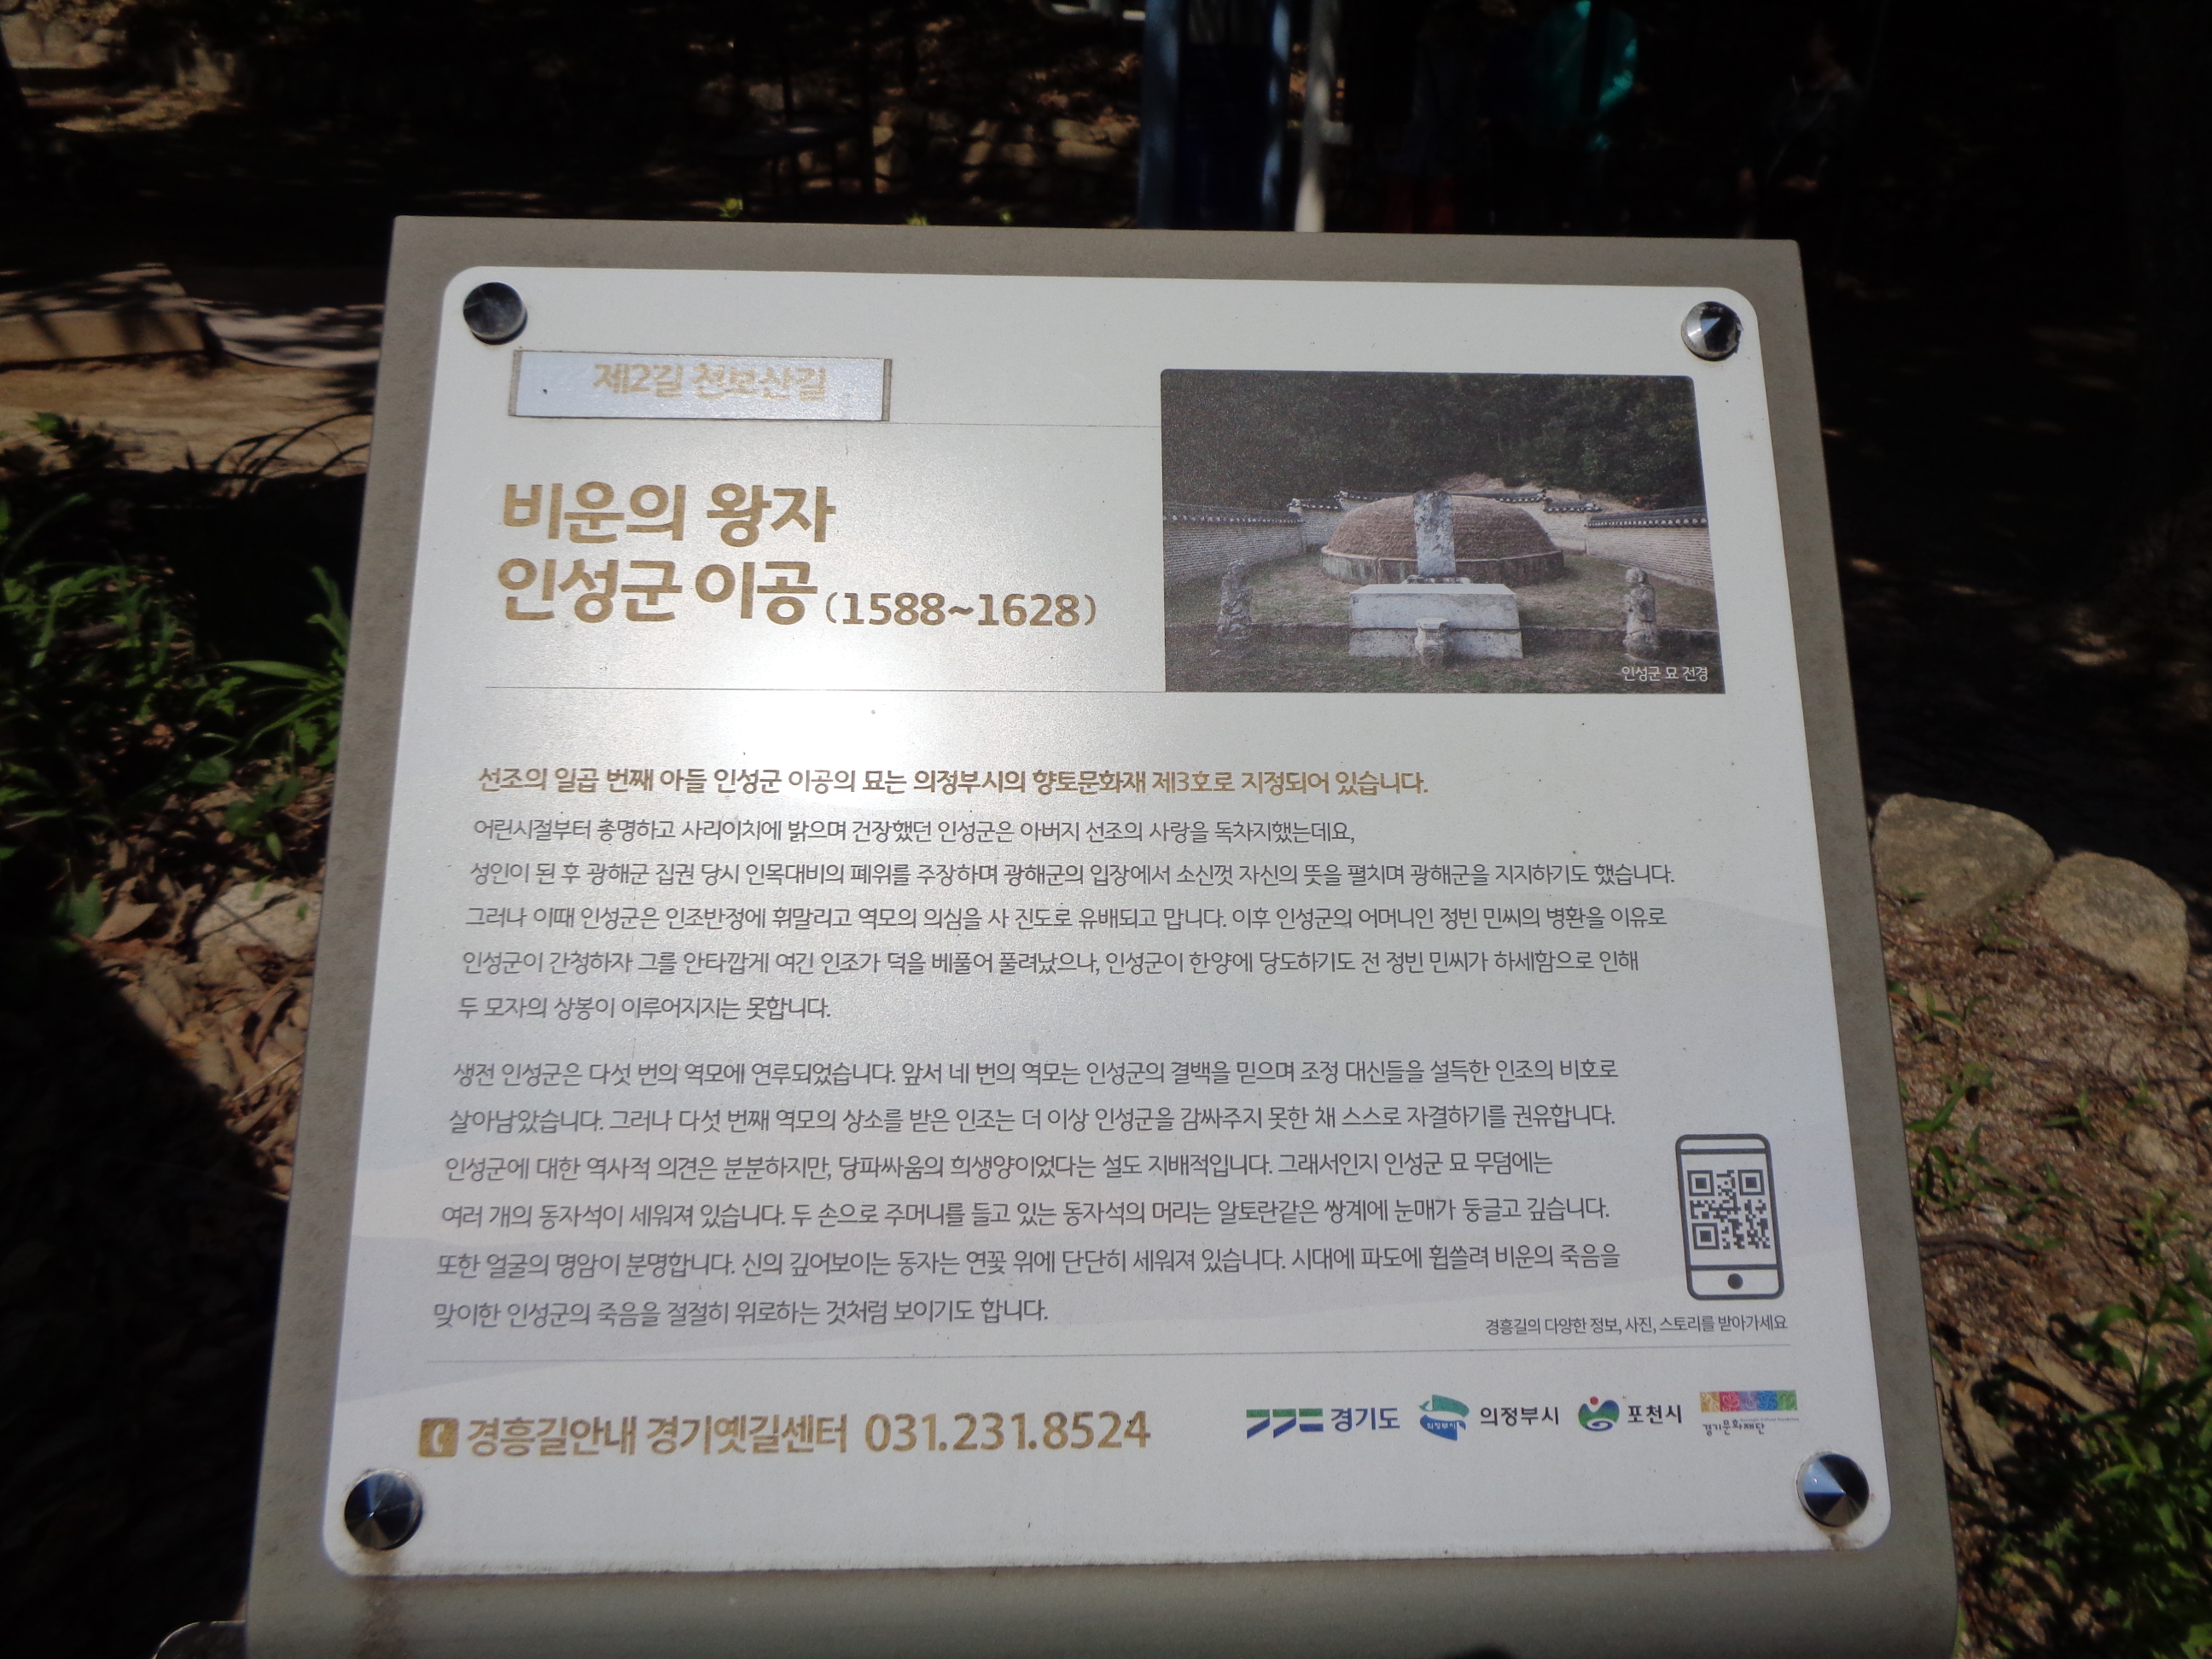 제2길 천보산길
비운의 왕자
인성군 이공 (1588~1628)
인성군 묘 전경
선조의 일곱 번째 아들 인성군 이공의 묘는 의정부시의 향토문화재 제3호로 지정되어 있습니다.
어린시절부터 총명하고 사리이치에 밝으며 건장했던 인성군은 아버지 선조의 사랑을 독차지했는데요,
성인이 된 후 광해군 집권 당시 인목대비의 폐위를 주장하며 광해군의 입장에서 소신껏 자신의 뜻을 펼치며 광해군을 지지하기도 했습니다.
그러나 이때 인성군은 인조반정에 휘말리고 역모의 의심을 사 진도로 유배되고 맙니다. 이후 인성군의 어머니인 정빈 민씨의 병환을 이유로
인성군이 간청하자 그를 안타깝게 여긴 인조가 덕을 베풀어 풀려났으나, 인성군이 한양에 당도하기도 전 정빈 민씨가 하세함으로 인해
두 모자의 상봉이 이루어지지는 못합니다.
생전 인성군은 다섯 번의 역모에 연루되었습니다. 앞서 네 번의 역모는 인성군의 결백을 믿으며 조정 대신들을 설득한 인조의 비호로
살아남았습니다. 그러나 다섯 번째 역모의 상소를 받은 인조는 더 이상 인성군을 감싸주지 못한 채 스스로 자결하기를 권유합니다.
인성군에 대한 역사적 의견은 분분하지만, 당파싸움의 희생양이었다는 설도 지배적입니다. 그래서인지 인성군 묘 무덤에는
여러 개의 동자석이 세워져 있습니다. 두 손으로 주머니를 들고 있는 동자석의 머리는 알토란같은 쌍계에 눈매가 둥글고 깊습니다.
또한 얼굴의 명암이 분명합니다. 신의 깊어보이는 동자는 연꽃 위에 단단히 세워져 있습니다. 시대에 파도에 휩쓸려 비운의 죽음을
맞이한 인성군의 죽음을 절절히 위로하는 것처럼 보이기도 합니다.
경흥길의 다양한 정보, 사진, 스토리를 받아가세요
경흥길안내 경기옛길센터 031.231.8524
경기도 의정부시 의정부시 포천시 경기문화재단